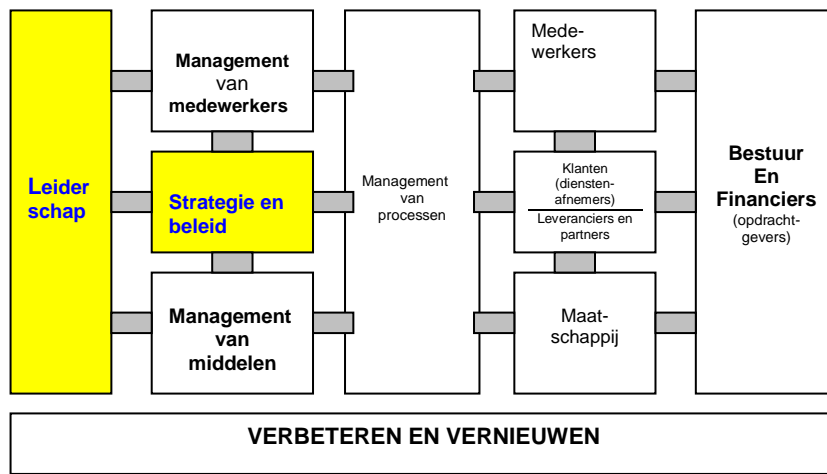 Leider
schap
Management
van
medewerkers
Strategie en
beleid
Management
van
middelen
Management
van
processen
Mede-
werkers
Klanten
(diensten-
afnemers)
Leveranciers en
partners
Maat-
schappij
Bestuur
En
Financiers
(opdracht-
gevers)
VERBETEREN EN VERNIEUWEN